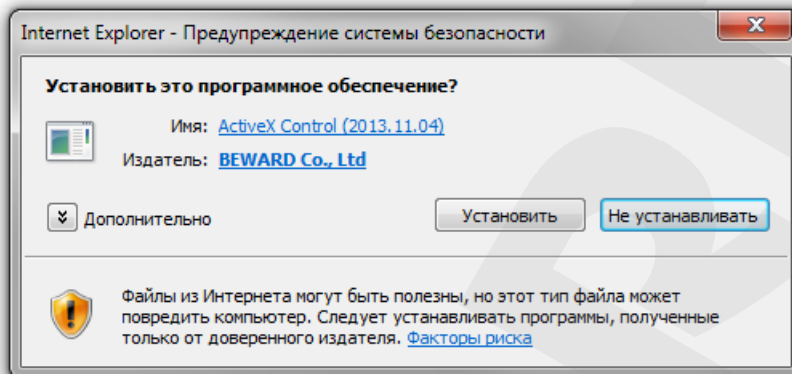 Internet Explorer - Предупреждение системы безопасности
Установить это программное обеспечение?
Имя: ActiveX Control (2013.11.04)
Издатель: BEWARD Co., Ltd
Дополнительно
Установить
Не устанавливать
Файлы из Интернета могут быть полезны, но этот тип файла может
повредить компьютер. Следует устанавливать программы, полученные
только от доверенного издателя. Факторы риска